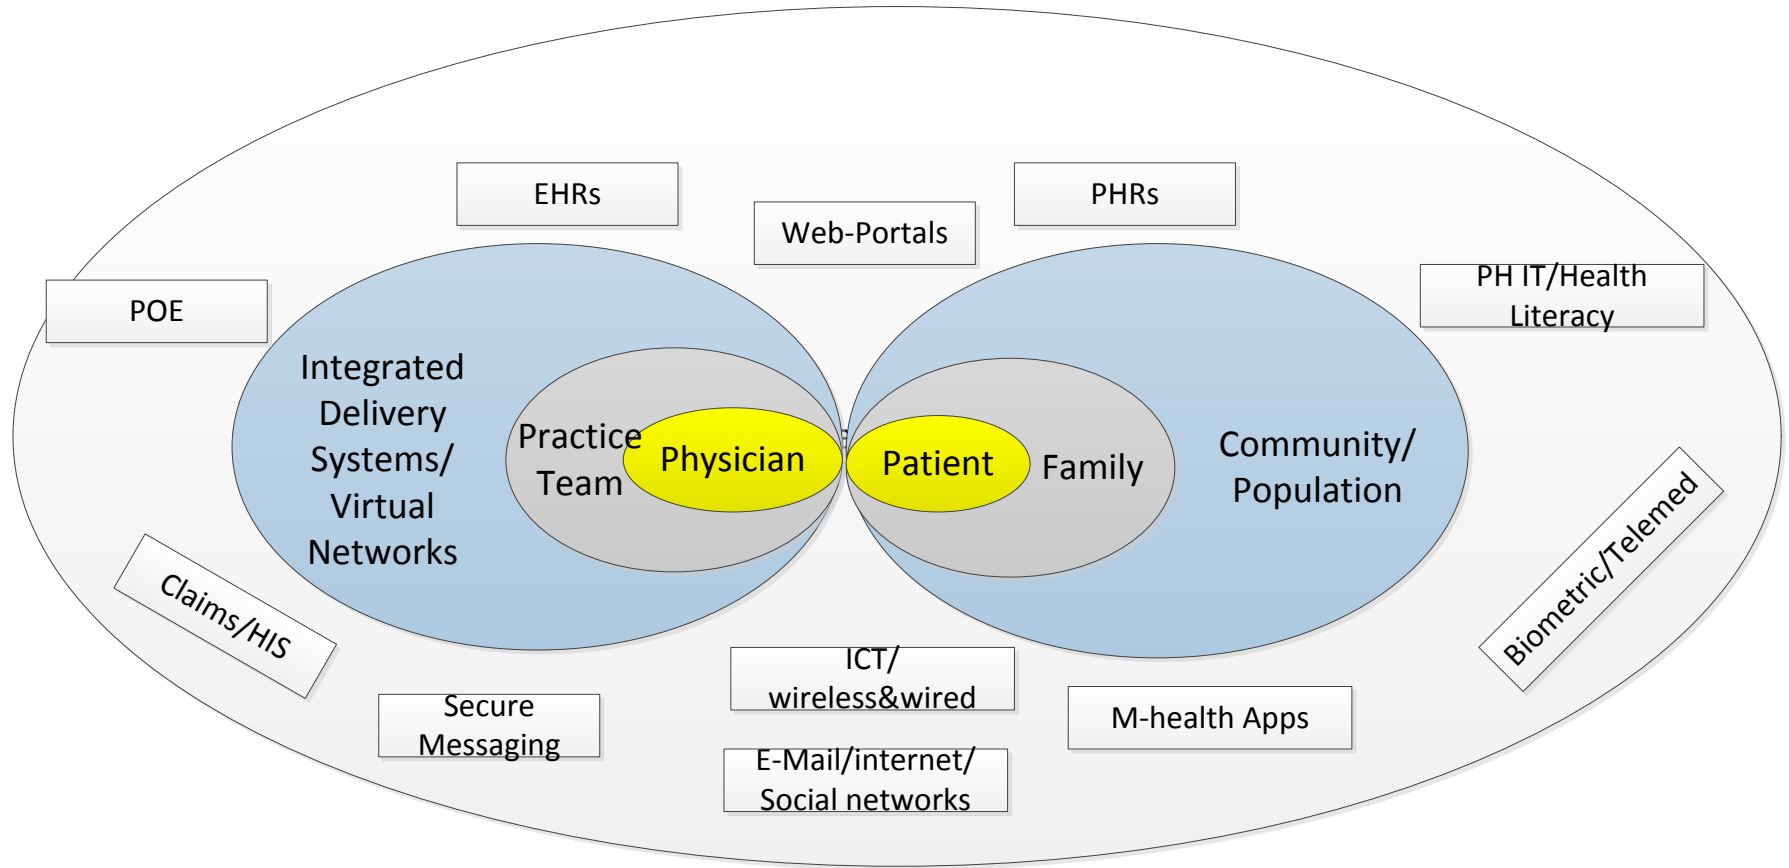 EHRs
PHRs
Web-Portals
POE
PH IT/Health
Literacy
Integrated
Delivery
Systems/
Virtual
Networks
Practice
Team
Physician
Patient
Family
Community/
Population
Claims/HIS
Biometric/Telemed
Secure
Messaging
ICT/
wireless&wired
M-health Apps
E-Mail/internet/
Social networks